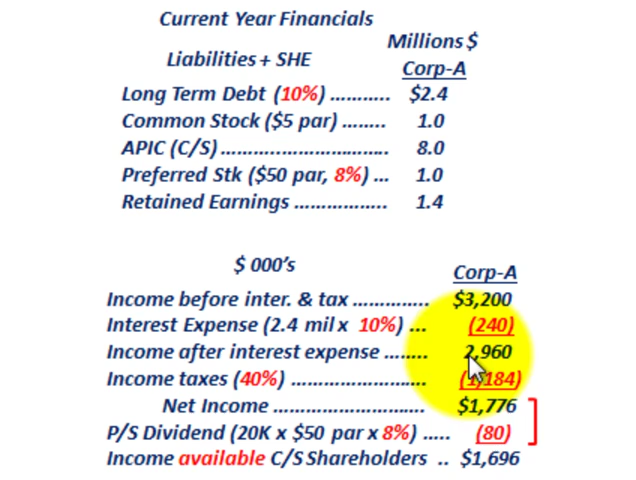 Current Year Financials
Millions $
Liabilities + SHE
Corp-A
Long Term Debt (10%) ........... $2.4
Common Stock ($5 par) ........ 1.0
APIC (C/S) ................................ 8.0
Preferred Stk ($50 par, 8%) ... 1.0
Retained Earnings ................. 1.4
$ 000's
Corp-A
Income before inter. & tax .............. $3,200
Interest Expense (2.4 mil x 10%) ... (240)
Income after interest expense ........ 2,960
Income taxes (40%) ......................... (1,184)
Net Income ............................ $1,776
P/S Dividend (20K x $50 par x 8%) ..... (80)
Income available C/S Shareholders .. $1,696